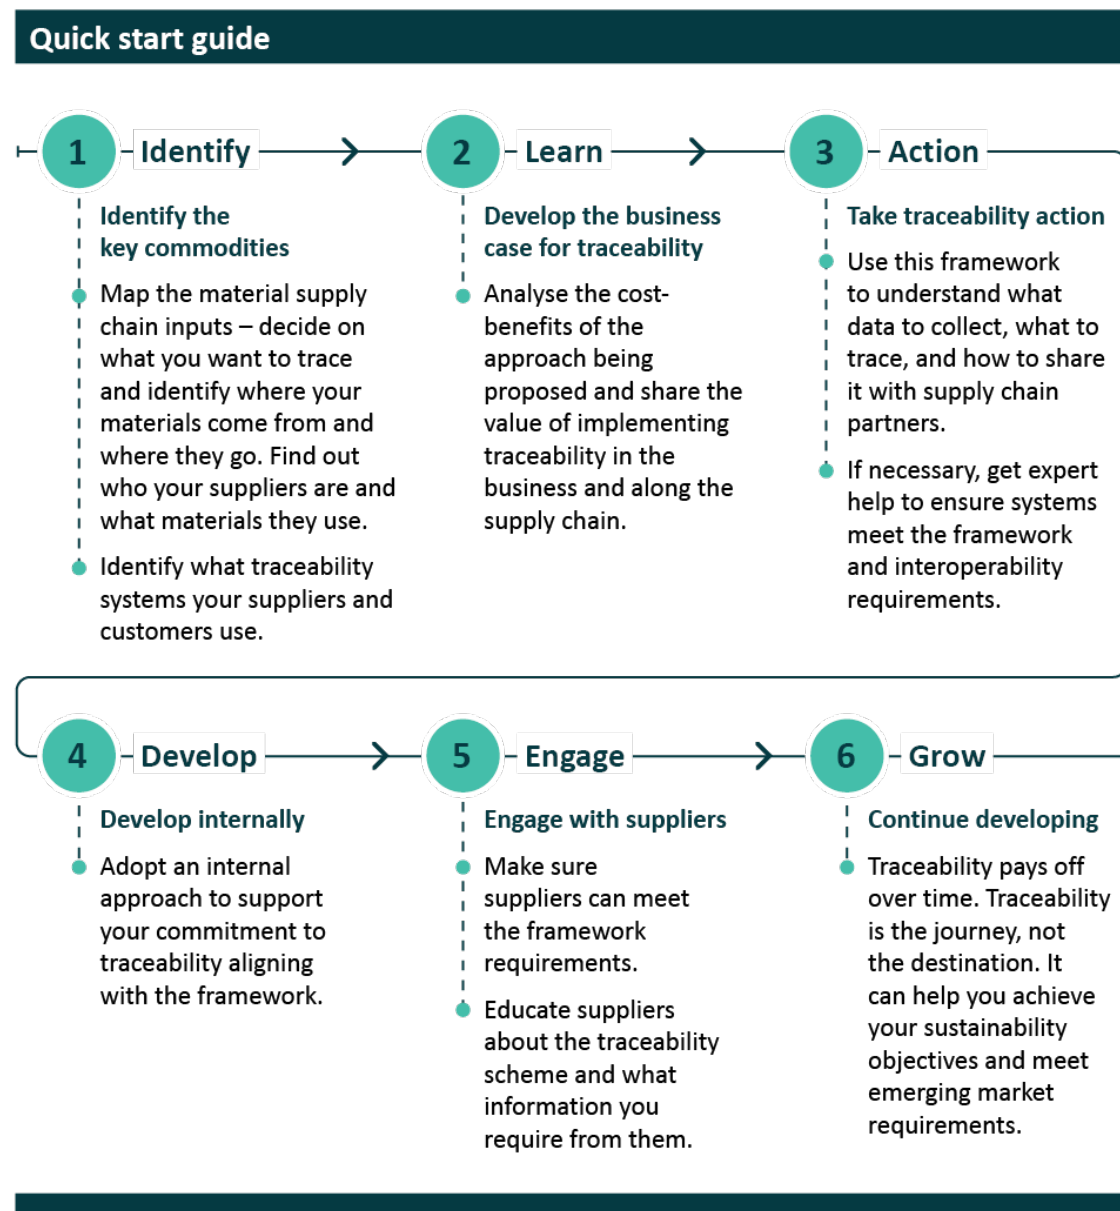 Quick start guide
1 Identify
Identify the
key commodities
Map the material supply
chain inputs – decide on
what you want to trace
and identify where your
materials come from and
where they go. Find out
who your suppliers are and
what materials they use.
Identify what traceability
systems your suppliers and
customers use.
2 Learn
Develop the business
case for traceability
Analyse the cost-
benefits of the
approach being
proposed and share the
value of implementing
traceability in the
business and along the
supply chain.
3 Action
Take traceability action
Use this framework
to understand what
data to collect, what to
trace, and how to share
it with supply chain
partners.
If necessary, get expert
help to ensure systems
meet the framework
and interoperability
requirements.
4 Develop
Develop internally
Adopt an internal
approach to support
your commitment to
traceability aligning
with the framework.
5 Engage
Engage with suppliers
Make sure
suppliers can meet
the framework
requirements.
Educate suppliers
about the traceability
scheme and what
information you
require from them.
6 Grow
Continue developing
Traceability pays off
over time. Traceability
is the journey, not
the destination. It
can help you achieve
your sustainability
objectives and meet
emerging market
requirements.